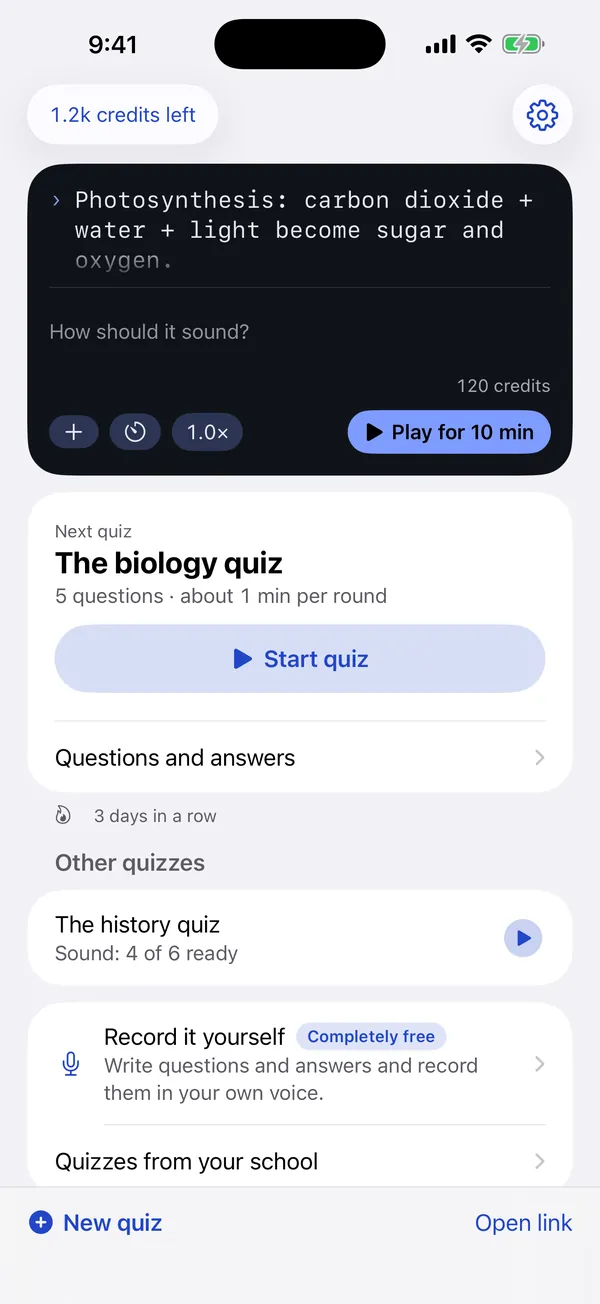 9:41
1.2k credits left
› Photosynthesis: carbon dioxide +
water + light become sugar and
oxygen.
How should it sound?
120 credits
1.0×
Play for 10 min
Next quiz
The biology quiz
5 questions · about 1 min per round
Start quiz
Questions and answers
3 days in a row
Other quizzes
The history quiz
Sound: 4 of 6 ready
Record it yourself Completely free
Write questions and answers and record
them in your own voice.
Quizzes from your school
New quiz
Open link